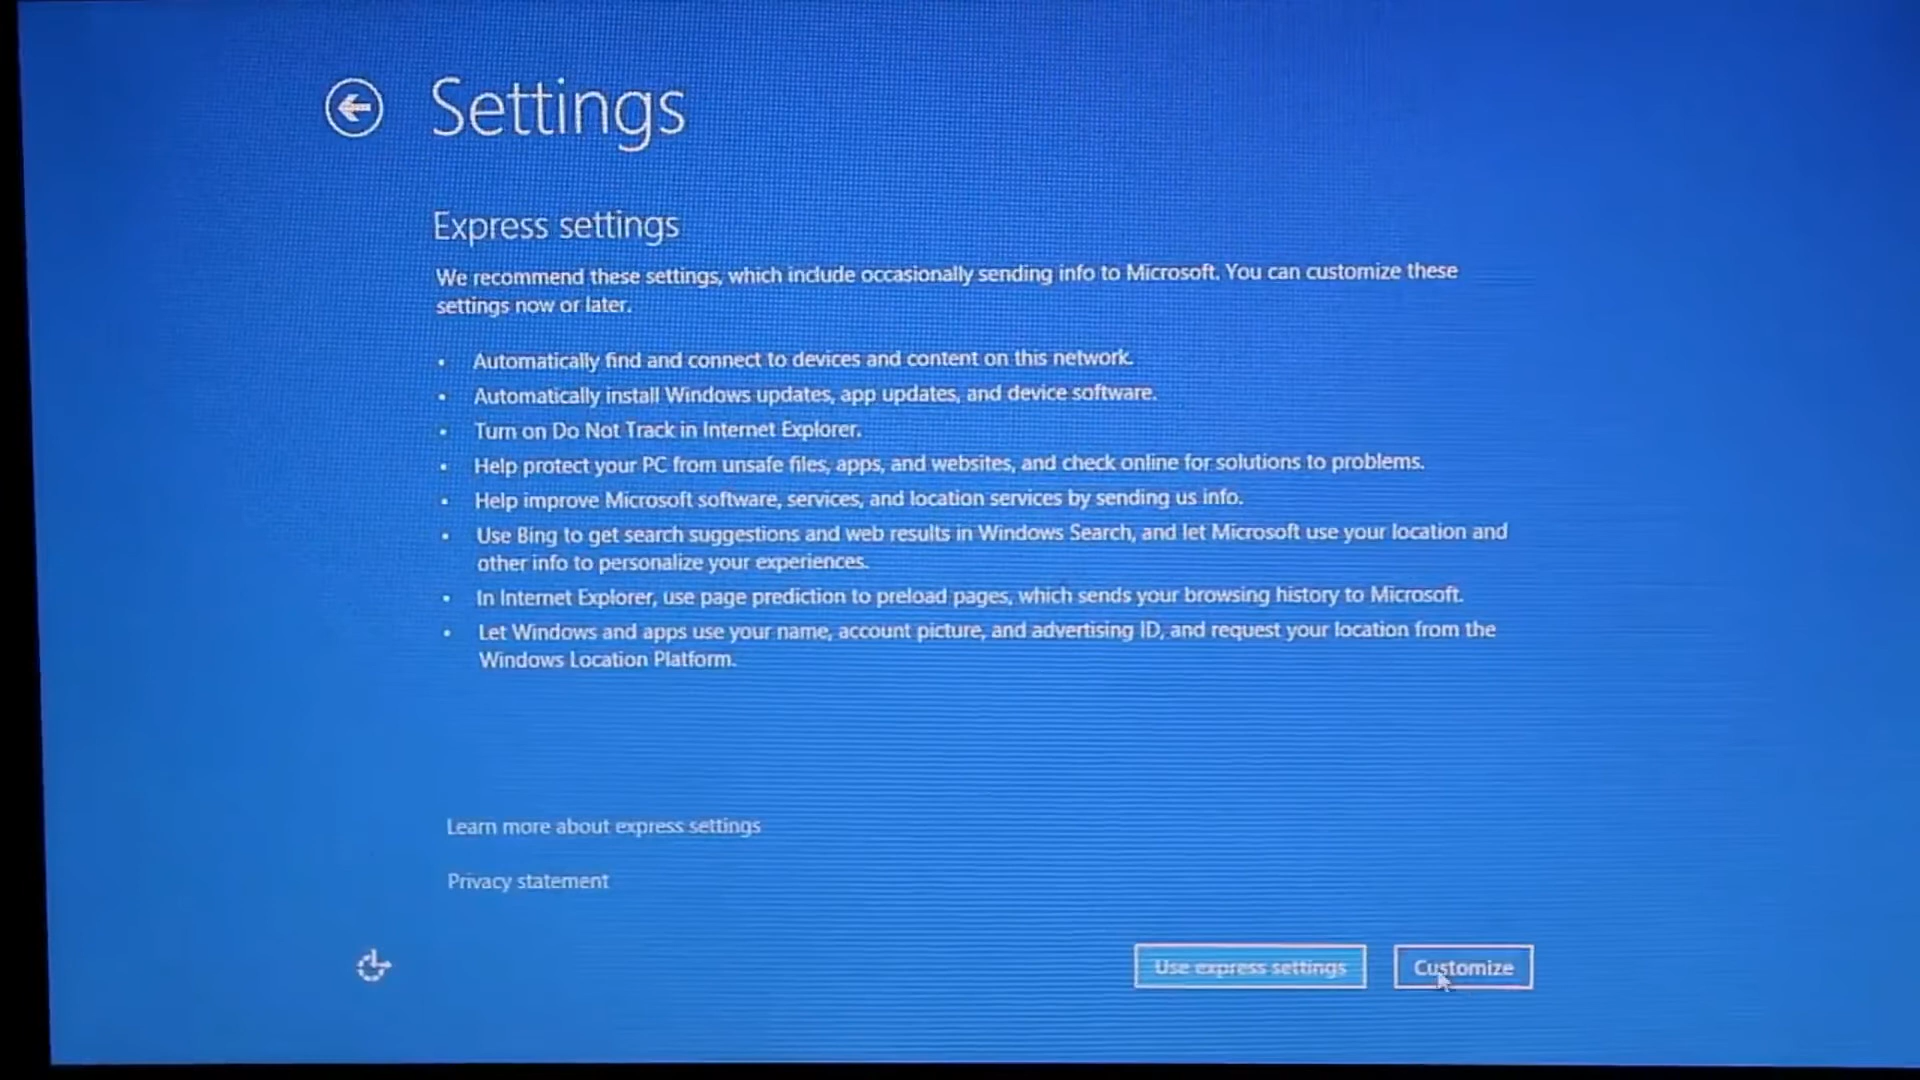 Settings
Express settings
We recommend these settings, which include occasionally sending info to Microsoft. You can customize these
settings now or later.
• Automatically find and connect to devices and content on this network.
• Automatically install Windows updates, app updates, and device software.
• Turn on Do Not Track in Internet Explorer.
• Help protect your PC from unsafe files, apps, and websites, and check online for solutions to problems.
• Help improve Microsoft software, services, and location services by sending us info.
• Use Bing to get search suggestions and web results in Windows Search, and let Microsoft use your location and
other info to personalize your experiences.
• In Internet Explorer, use page prediction to preload pages, which sends your browsing history to Microsoft.
• Let Windows and apps use your name, account picture, and advertising ID, and request your location from the
Windows Location Platform.
Learn more about express settings
Privacy statement
Use express settings
Customize